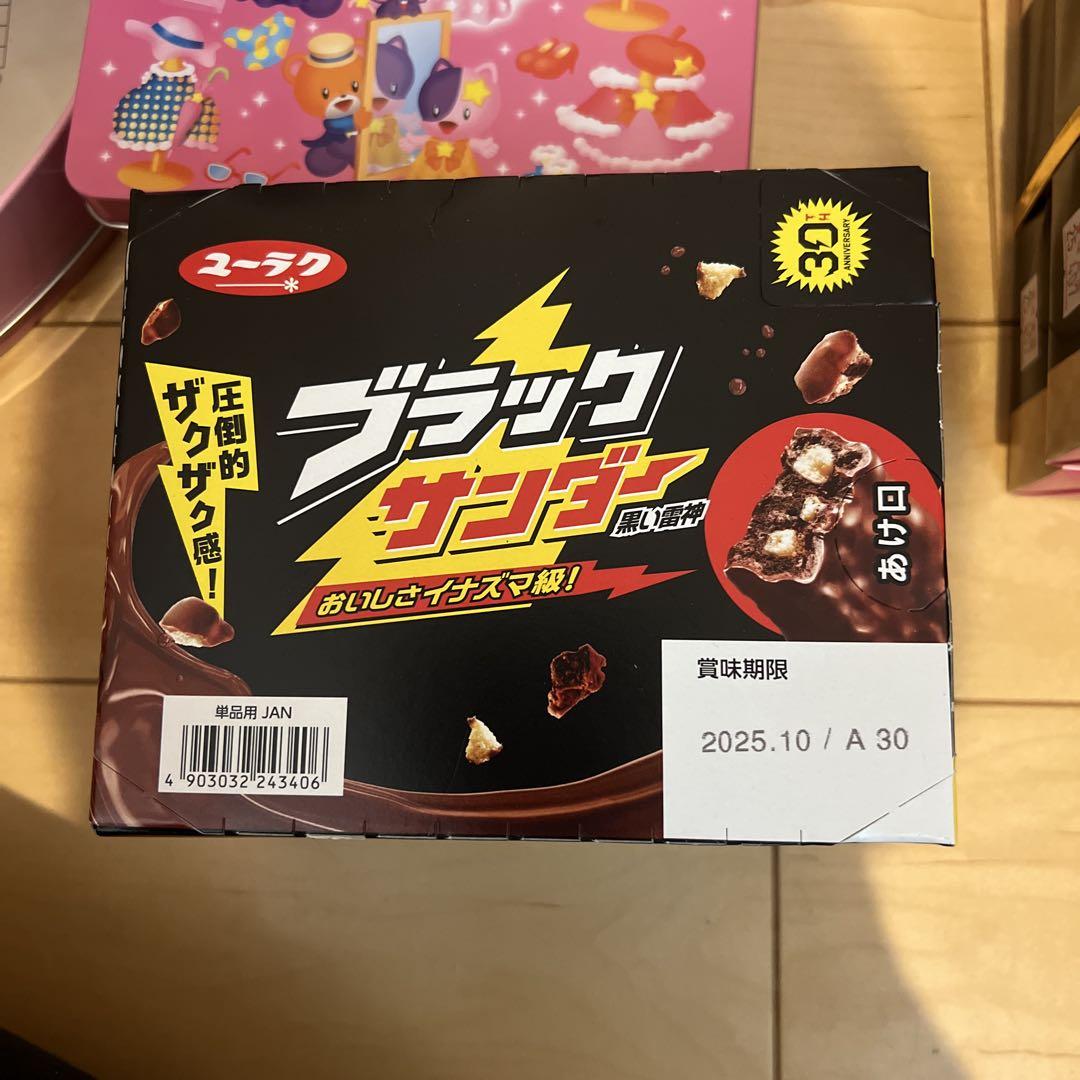 ユーラク
30TH
ANNIVERSARY
圧倒的
ザクザク感!
ブラック
サンダー
黒い雷神
おいしさイナズマ級!
あけ口
単品用 JAN
4 903032 243406
賞味期限
2025.10 / A 30